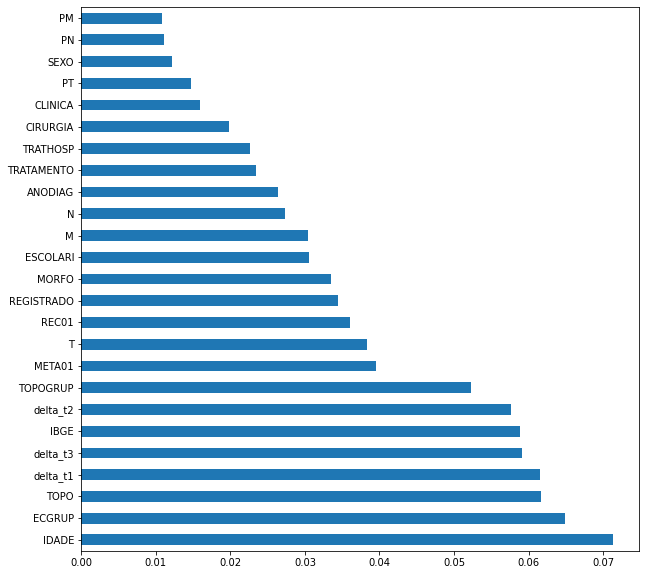 PM
PN
SEXO
PT
CLINICA
CIRURGIA
TRATHOSP
TRATAMENTO
ANODIAG
N
M
ESCOLARI
MORFO
REGISTRADO
REC01
T
META01
TOPOGRUP
delta_t2
IBGE
delta_t3
delta_t1
TOPO
ECGRUP
IDADE
0.00 0.01 0.02 0.03 0.04 0.05 0.06 0.07